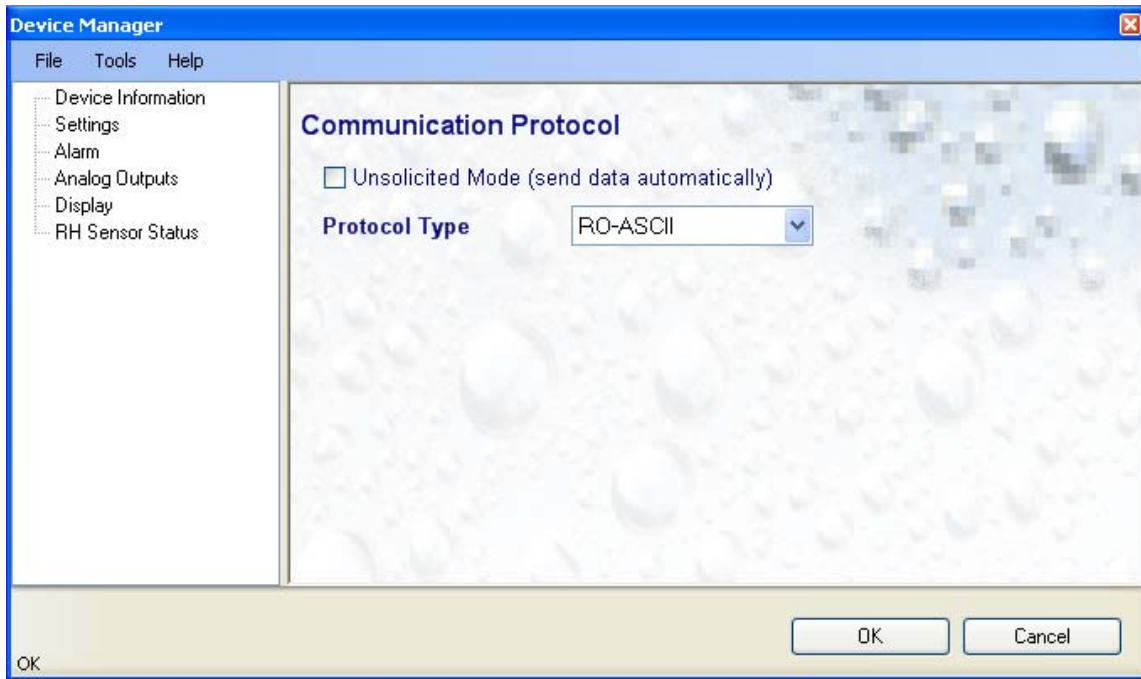 Device Manager
File Tools Help
Device Information
Settings
Alarm
Analog Outputs
Display
RH Sensor Status
Communication Protocol
Unsolicited Mode (send data automatically)
Protocol Type RO-ASCII
OK Cancel
OK